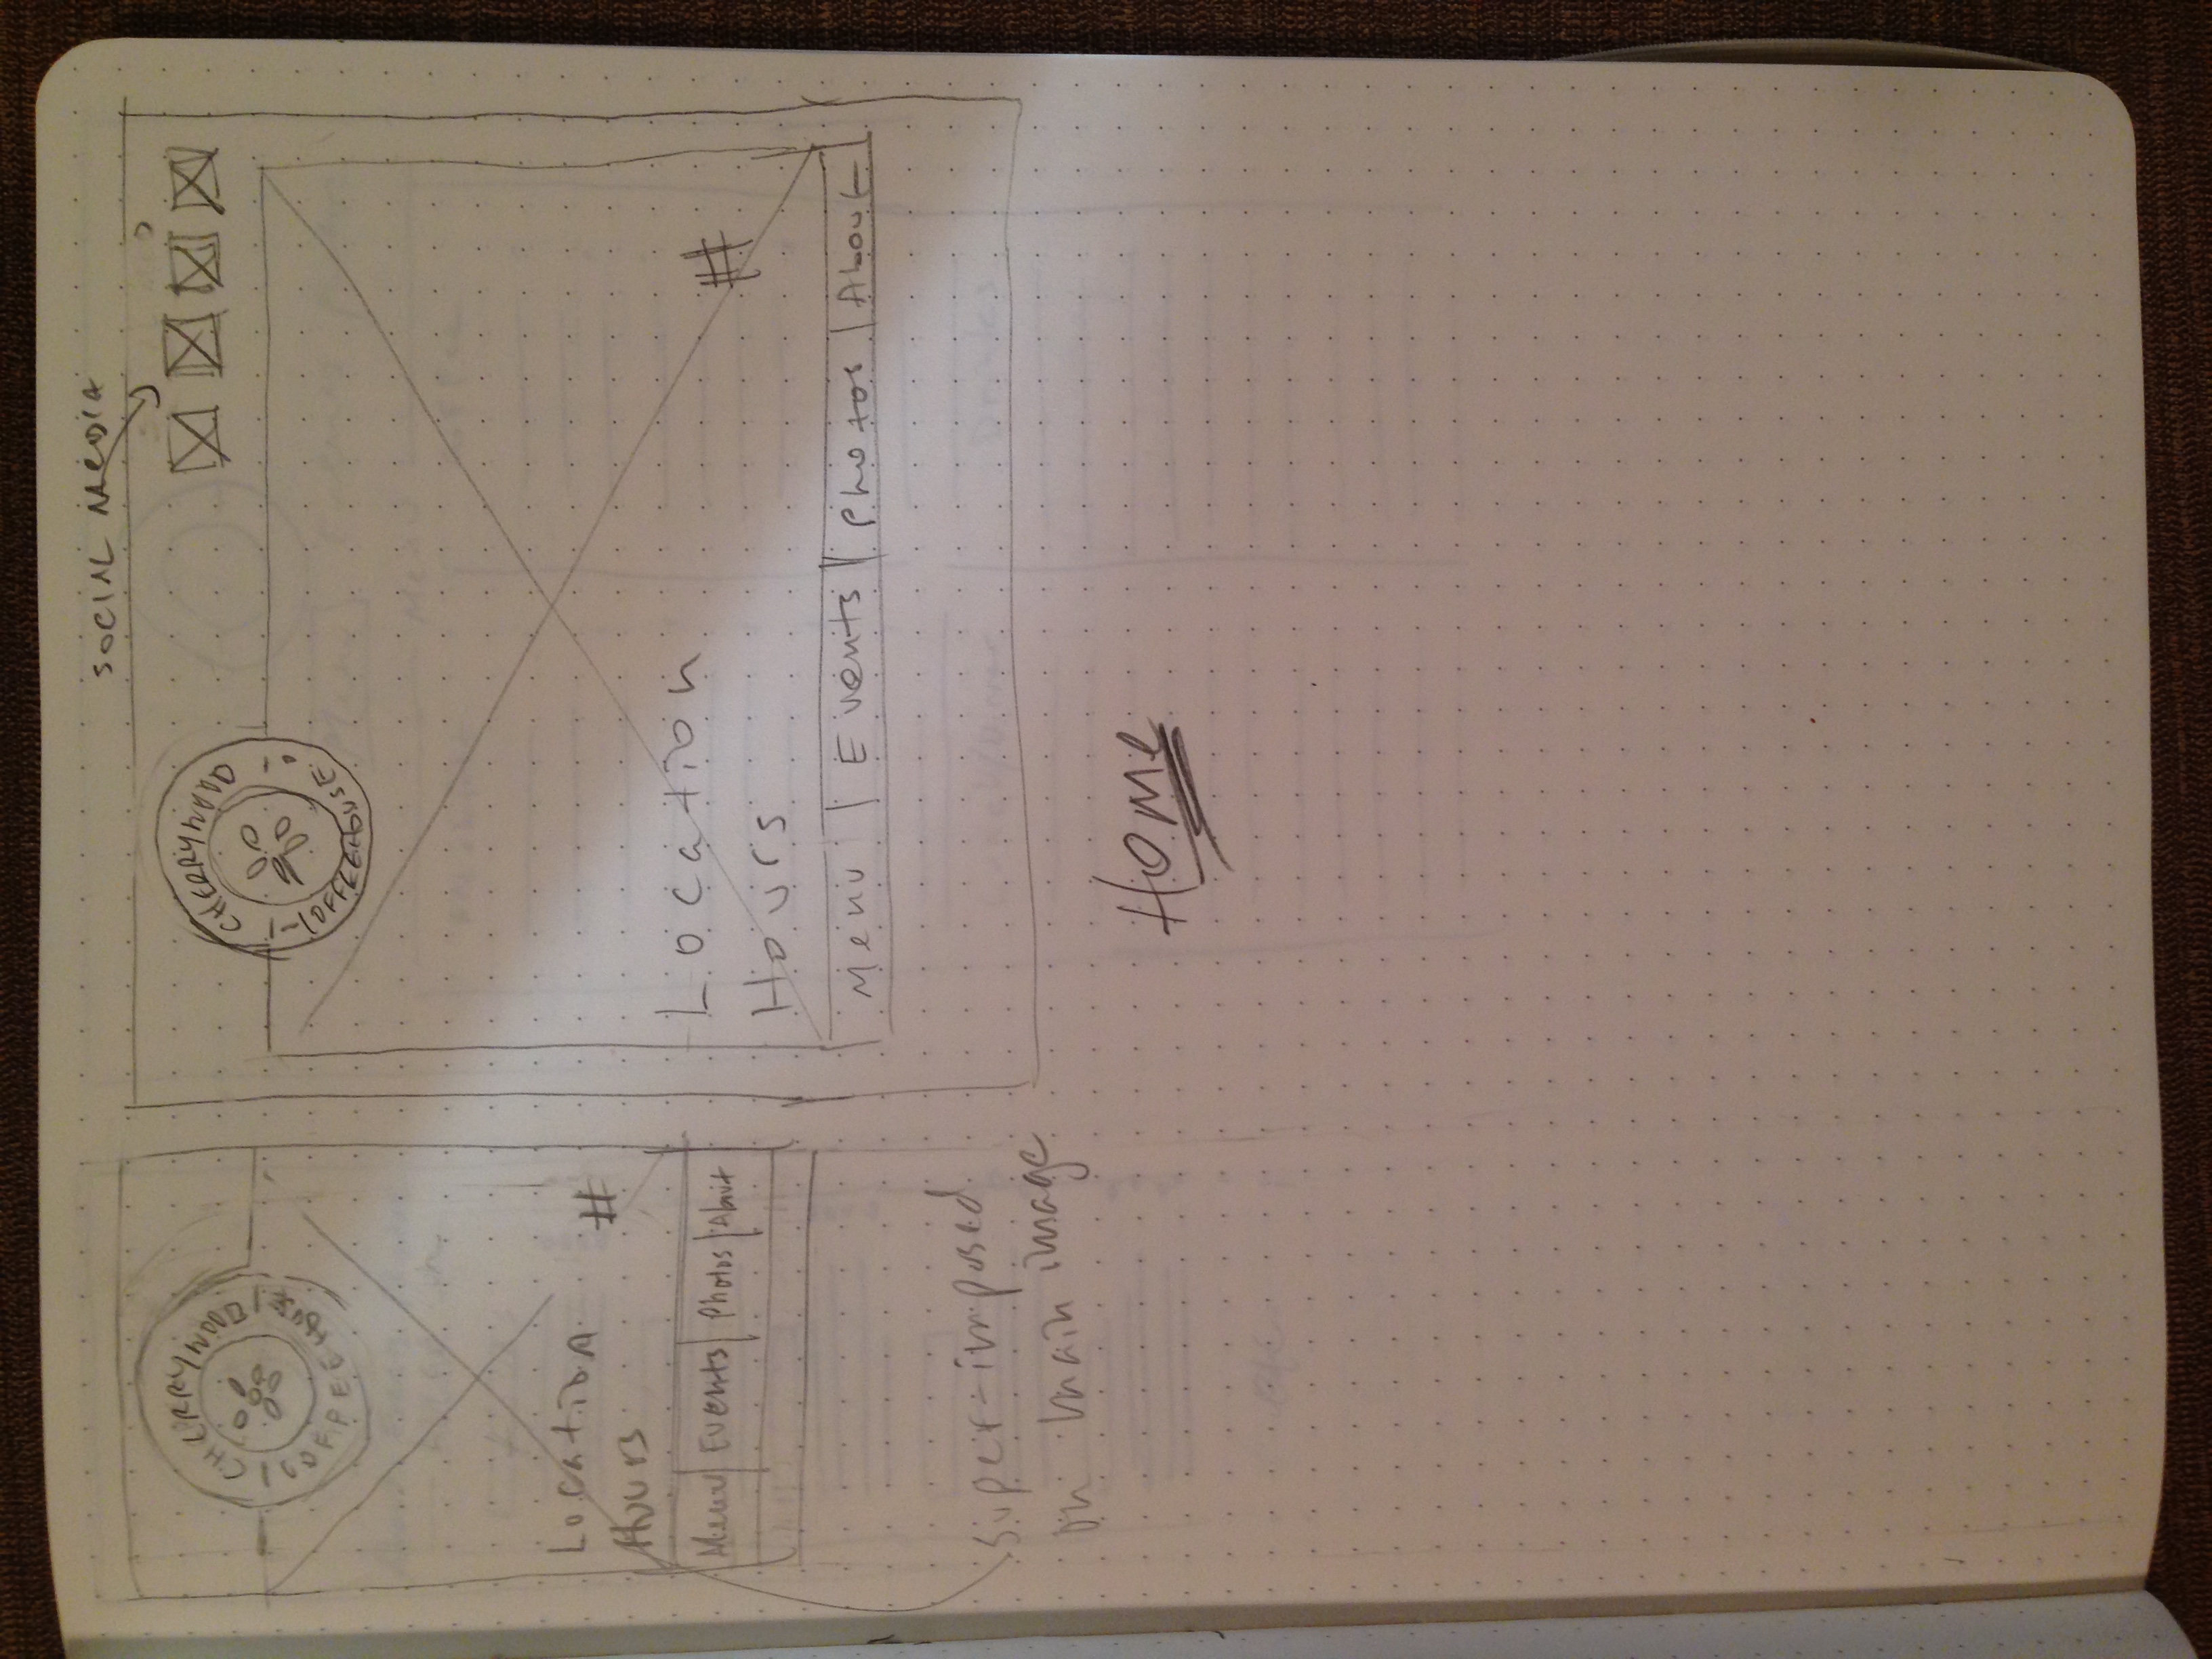 SOCIAL MEDIA
CHERRYWOOD
COFFEEHOUSE
Location
#
Hours
Menu Events Photos About
Super-imposed
on main image
CHERRYWOOD
COFFEEHOUSE
Location
#
Hours
Menu Events Photos About
Home